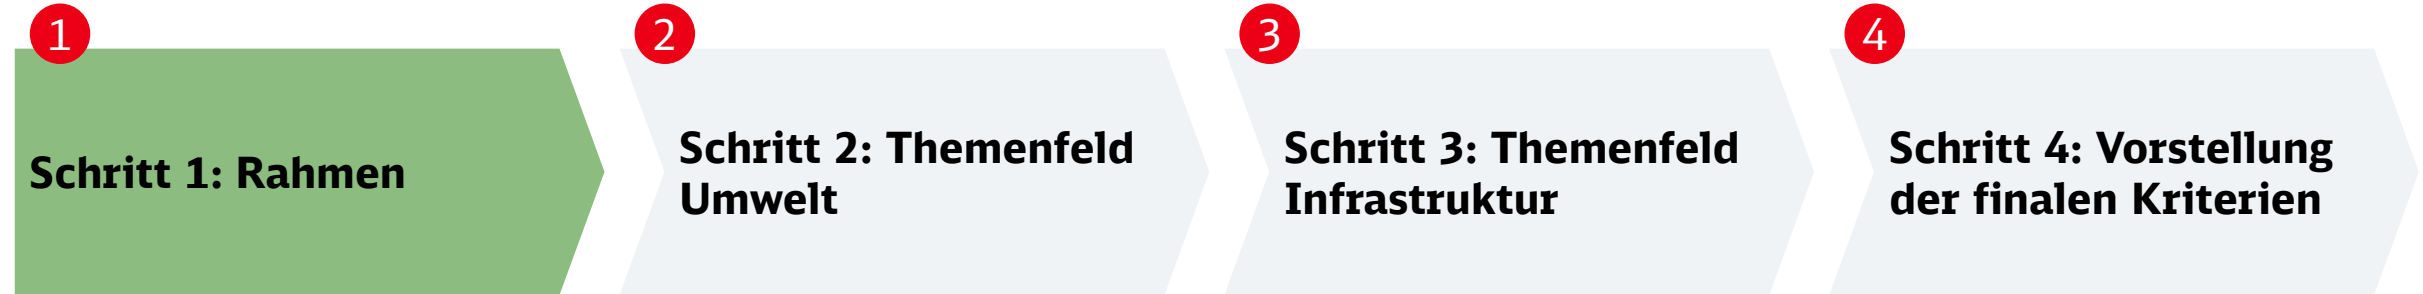 1
Schritt 1: Rahmen
2
Schritt 2: Themenfeld
Umwelt
3
Schritt 3: Themenfeld
Infrastruktur
4
Schritt 4: Vorstellung
der finalen Kriterien